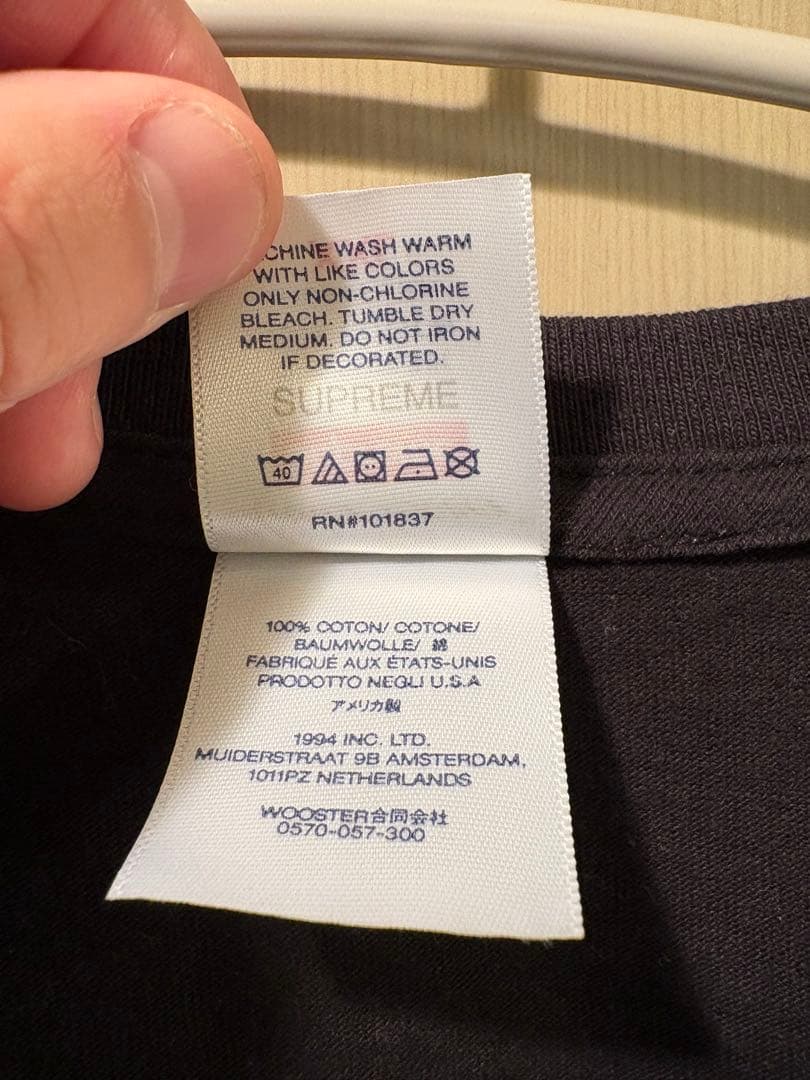 CHINE WASH WARM
WITH LIKE COLORS
ONLY NON-CHLORINE
BLEACH. TUMBLE DRY
MEDIUM. DO NOT IRON
IF DECORATED.
SUPREME
40
RN#101837
100% COTON/ COTONE/
BAUMWOLLE/ 綿
FABRIQUÉ AUX ÉTATS-UNIS
PRODOTTO NEGLI U.S.A
アメリカ製
1994 INC. LTD.
MUIDERSTRAAT 9B AMSTERDAM,
1011PZ NETHERLANDS
WOOSTER合同会社
0570-057-300